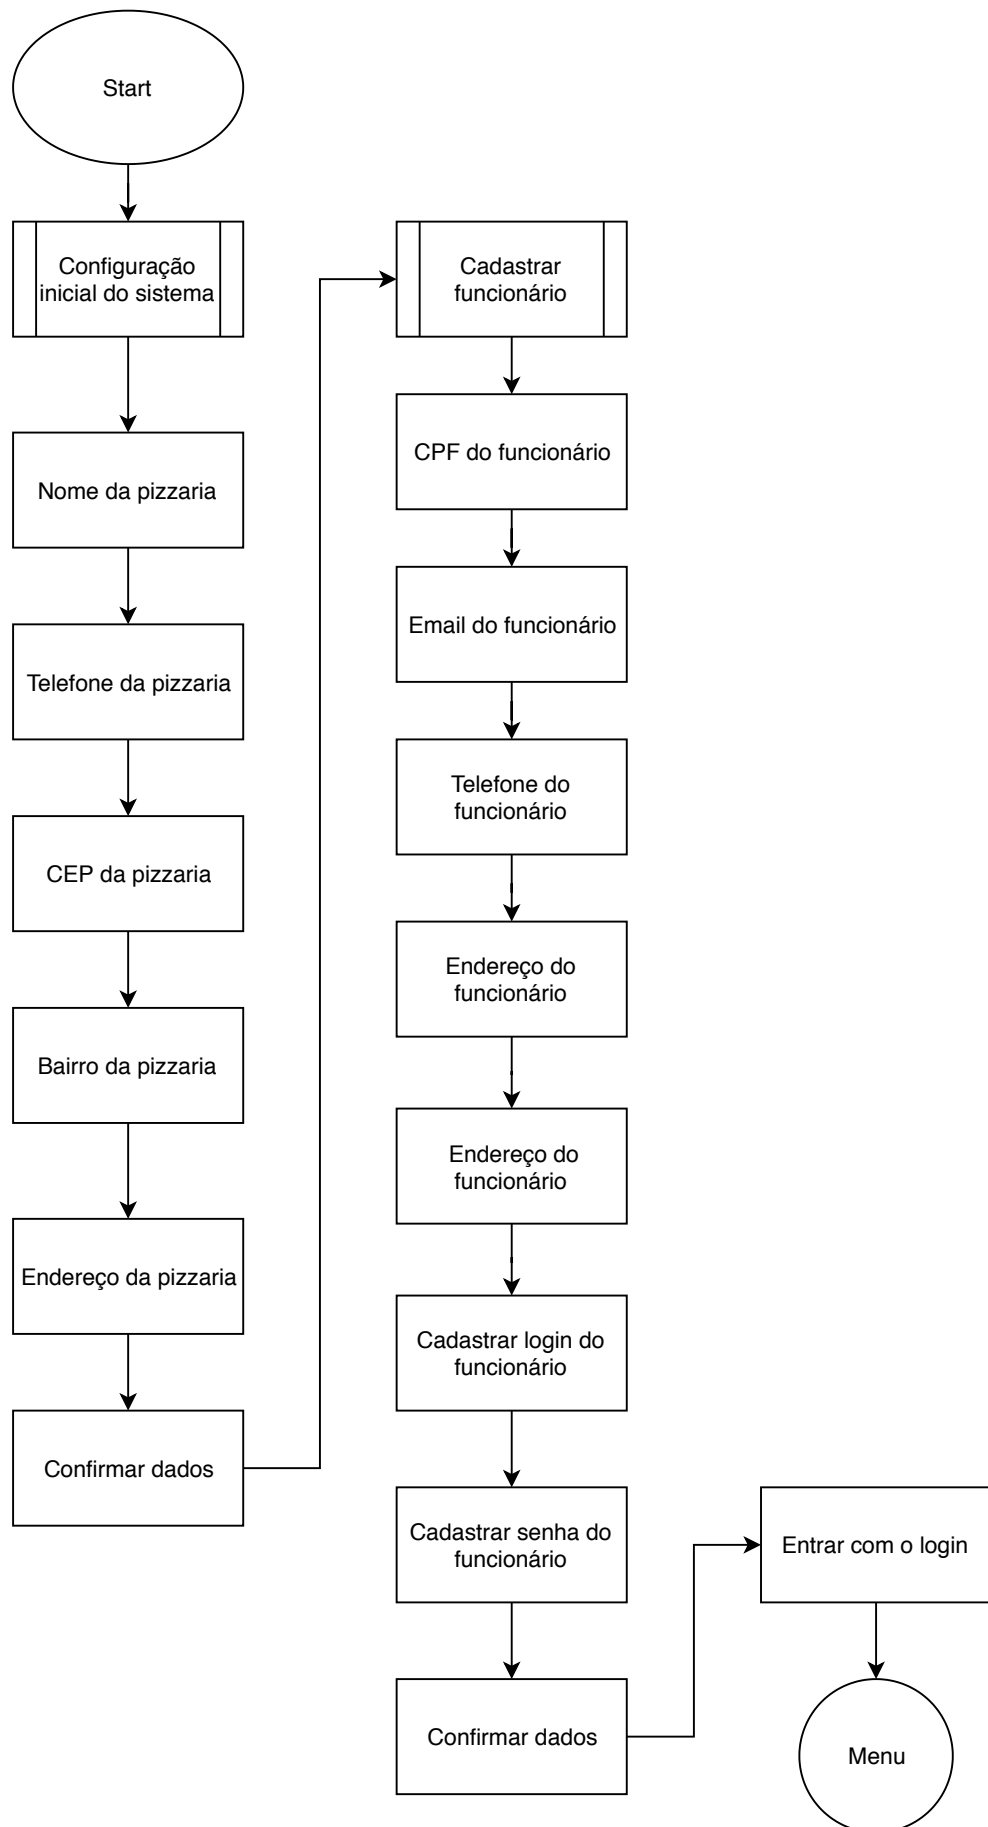 Start
Configuração
inicial do sistema
Nome da pizzaria
Telefone da pizzaria
CEP da pizzaria
Bairro da pizzaria
Endereço da pizzaria
Confirmar dados
Cadastrar
funcionário
CPF do funcionário
Email do funcionário
Telefone do
funcionário
Endereço do
funcionário
Endereço do
funcionário
Cadastrar login do
funcionário
Cadastrar senha do
funcionário
Confirmar dados
Entrar com o login
Menu